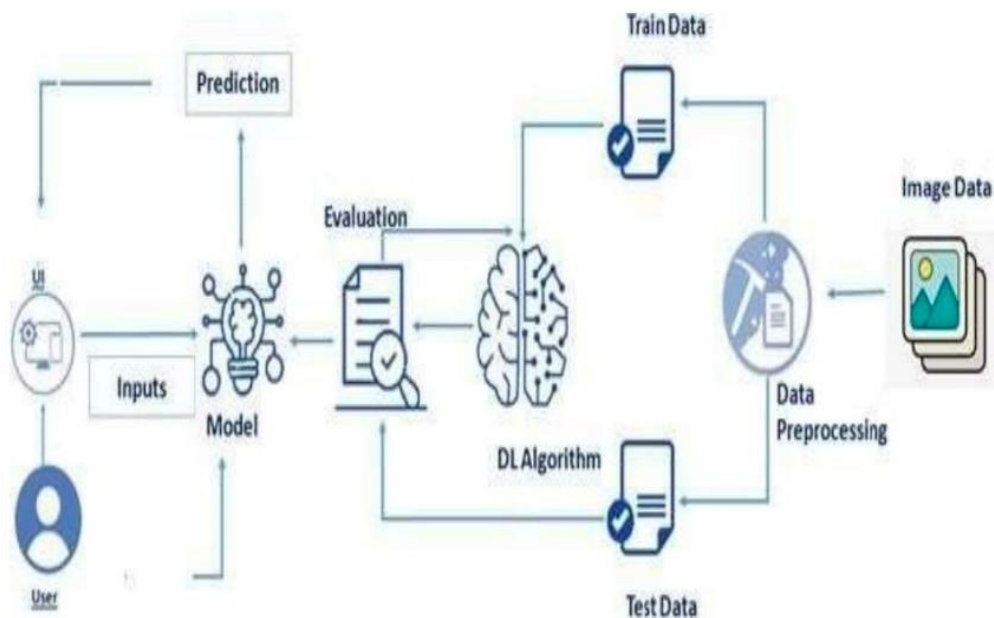 Train Data
Prediction
Image Data
Evaluation
UI
Inputs
Model
Data
Preprocessing
DL Algorithm
User
Test Data